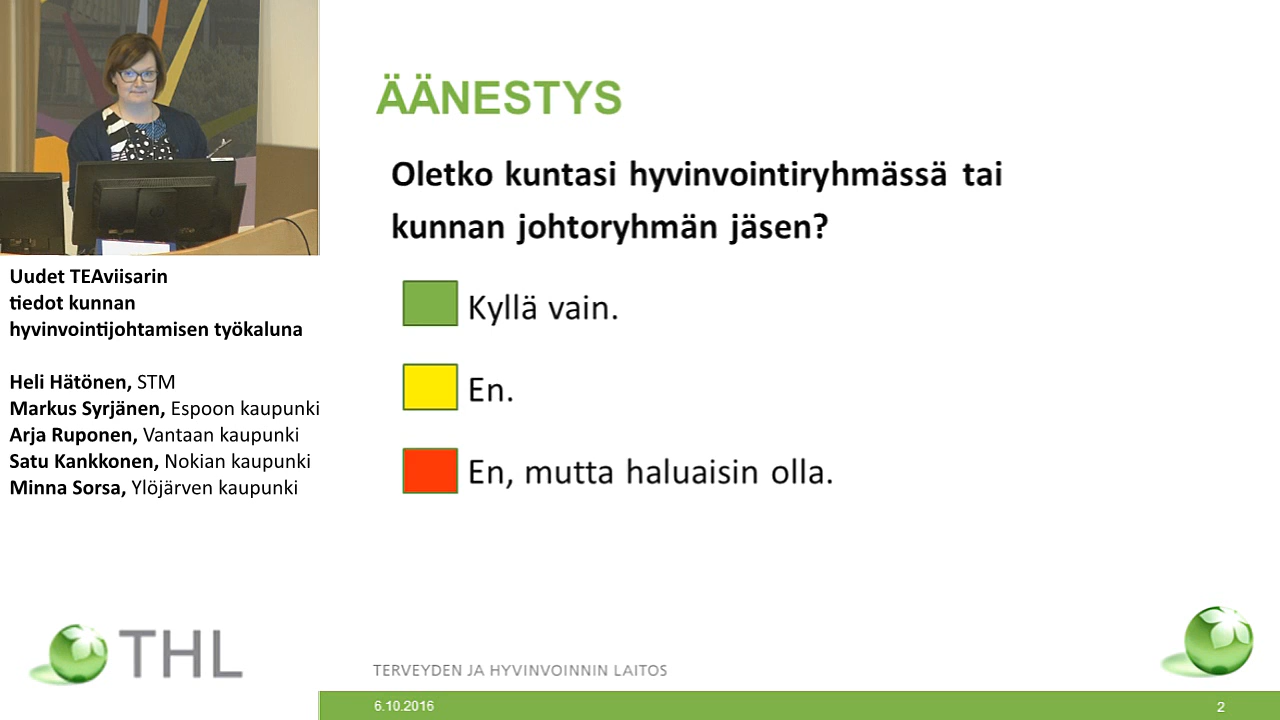 Uudet TEAviisarin
tiedot kunnan
hyvinvointijohtamisen työkaluna
Heli Hätönen, STM
Markus Syrjänen, Espoon kaupunki
Arja Ruponen, Vantaan kaupunki
Satu Kankkonen, Nokian kaupunki
Minna Sorsa, Ylöjärven kaupunki
THL
ÄÄNESTYS
Oletko kuntasi hyvinvointiryhmässä tai
kunnan johtoryhmän jäsen?
Kyllä vain.
En.
En, mutta haluaisin olla.
TERVEYDEN JA HYVINVOINNIN LAITOS
6.10.2016
2